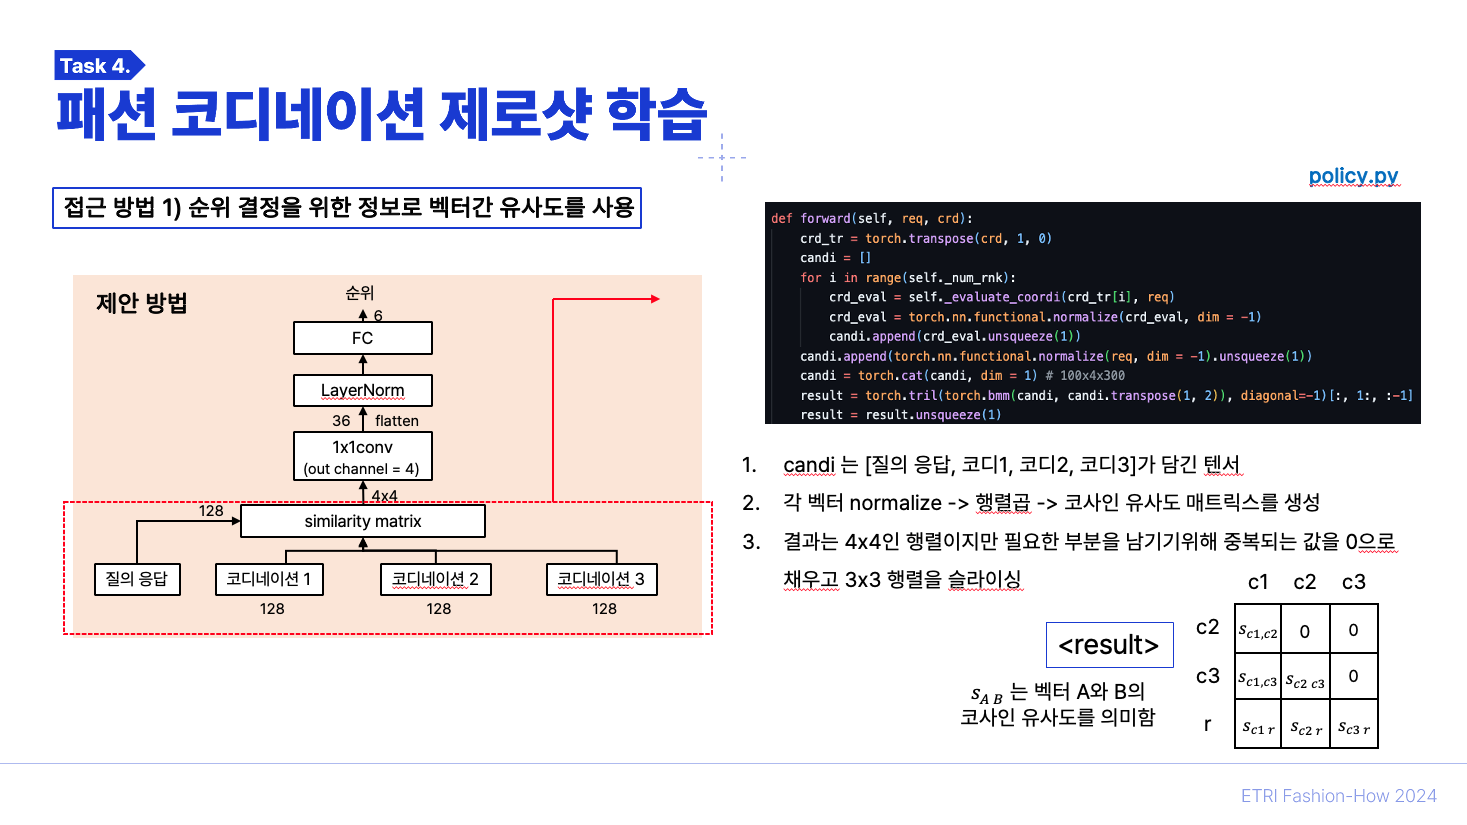 Task 4.
패션 코디네이션 제로샷 학습
접근 방법 1) 순위 결정을 위한 정보로 벡터간 유사도를 사용
제안 방법
순위
6
FC
LayerNorm
36 flatten
1x1conv
(out channel = 4)
4x4
128
similarity matrix
질의 응답
코디네이션 1
코디네이션 2
코디네이션 3
128
128
128
policy.py
def forward(self, req, crd):
crd_tr = torch.transpose(crd, 1, 0)
candi = []
for i in range(self._num_rnk):
crd_eval = self._evaluate_coordi(crd_tr[i], req)
crd_eval = torch.nn.functional.normalize(crd_eval, dim = -1)
candi.append(crd_eval.unsqueeze(1))
candi.append(torch.nn.functional.normalize(req, dim = -1).unsqueeze(1))
candi = torch.cat(candi, dim = 1) # 100x4x300
result = torch.tril(torch.bmm(candi, candi.transpose(1, 2)), diagonal=-1)[:, 1:, :-1]
result = result.unsqueeze(1)
1. candi 는 [질의 응답, 코디1, 코디2, 코디3]가 담긴 텐서
2. 각 벡터 normalize -> 행렬곱 -> 코사인 유사도 매트릭스를 생성
3. 결과는 4x4인 행렬이지만 필요한 부분을 남기기위해 중복되는 값을 0으로
채우고 3x3 행렬을 슬라이싱
<result>
s_{A B} 는 벡터 A와 B의
코사인 유사도를 의미함
c1 c2 c3
c2 s_{c1,c2} 0 0
c3 s_{c1,c3} s_{c2 c3} 0
r s_{c1 r} s_{c2 r} s_{c3 r}
ETRI Fashion-How 2024